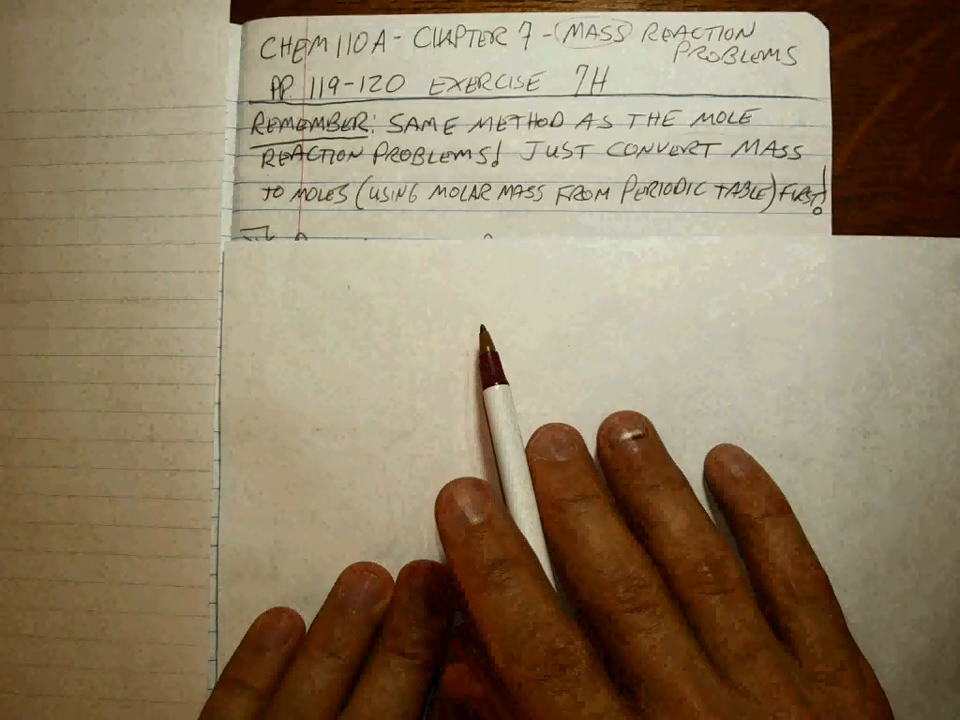 CHEM 110A - CHAPTER 7 - MASS REACTION
PROBLEMS
PP. 119-120 EXERCISE 7H
REMEMBER: SAME METHOD AS THE MOLE
REACTION PROBLEMS! JUST CONVERT MASS
TO MOLES (USING MOLAR MASS FROM PERIODIC TABLE) FIRST!